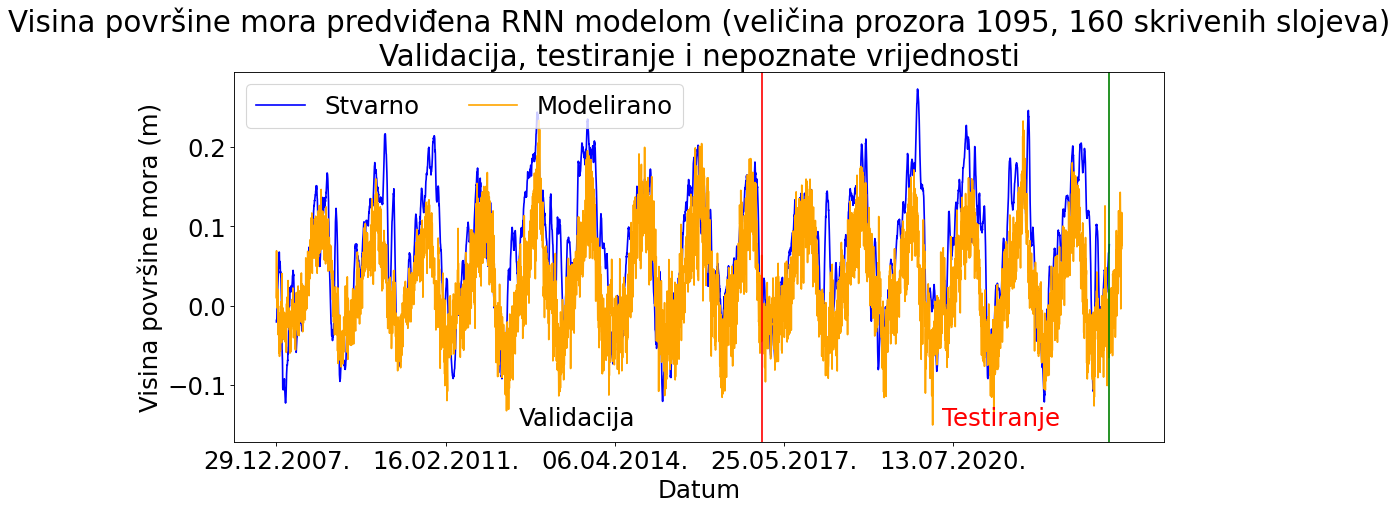 Visina površine mora predviđena RNN modelom (veličina prozora 1095, 160 skrivenih slojeva)
Validacija, testiranje i nepoznate vrijednosti
Stvarno Modelirano
Visina površine mora (m)
0.2
0.1
0.0
−0.1
Validacija Testiranje
29.12.2007. 16.02.2011. 06.04.2014. 25.05.2017. 13.07.2020.
Datum